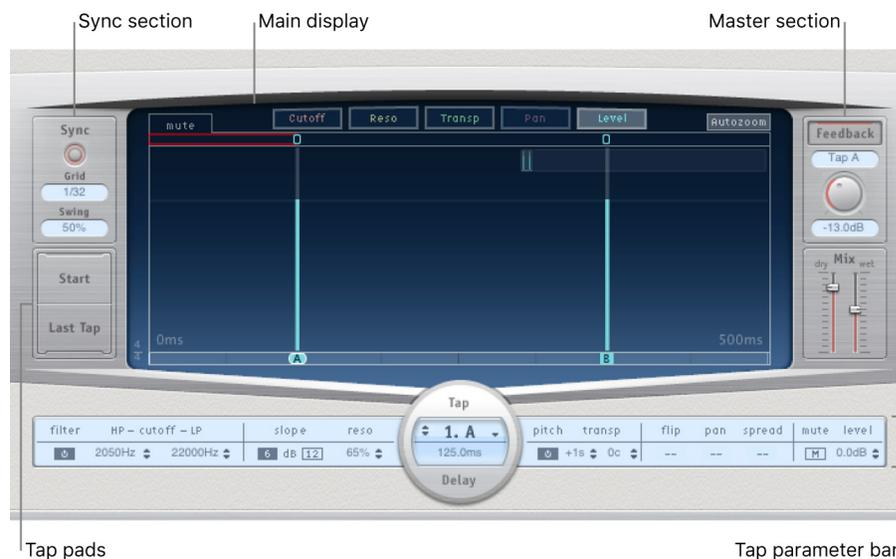 Sync section
Main display
Master section
mute
Cutoff
Reso
Transp
Pan
Level
Autozoom
Sync
Grid
1/32
Swing
50%
Start
Last Tap
4
4
0ms
500ms
A
B
Feedback
Tap A
-13.0dB
Mix
dry
wet
Tap
1. A
125.0ms
Delay
filter HP – cutoff – LP slope reso
2050Hz 22000Hz 6 dB 12 65%
pitch transp flip pan spread mute level
+1s 0c -- -- -- M 0.0dB
Tap pads
Tap parameter bar